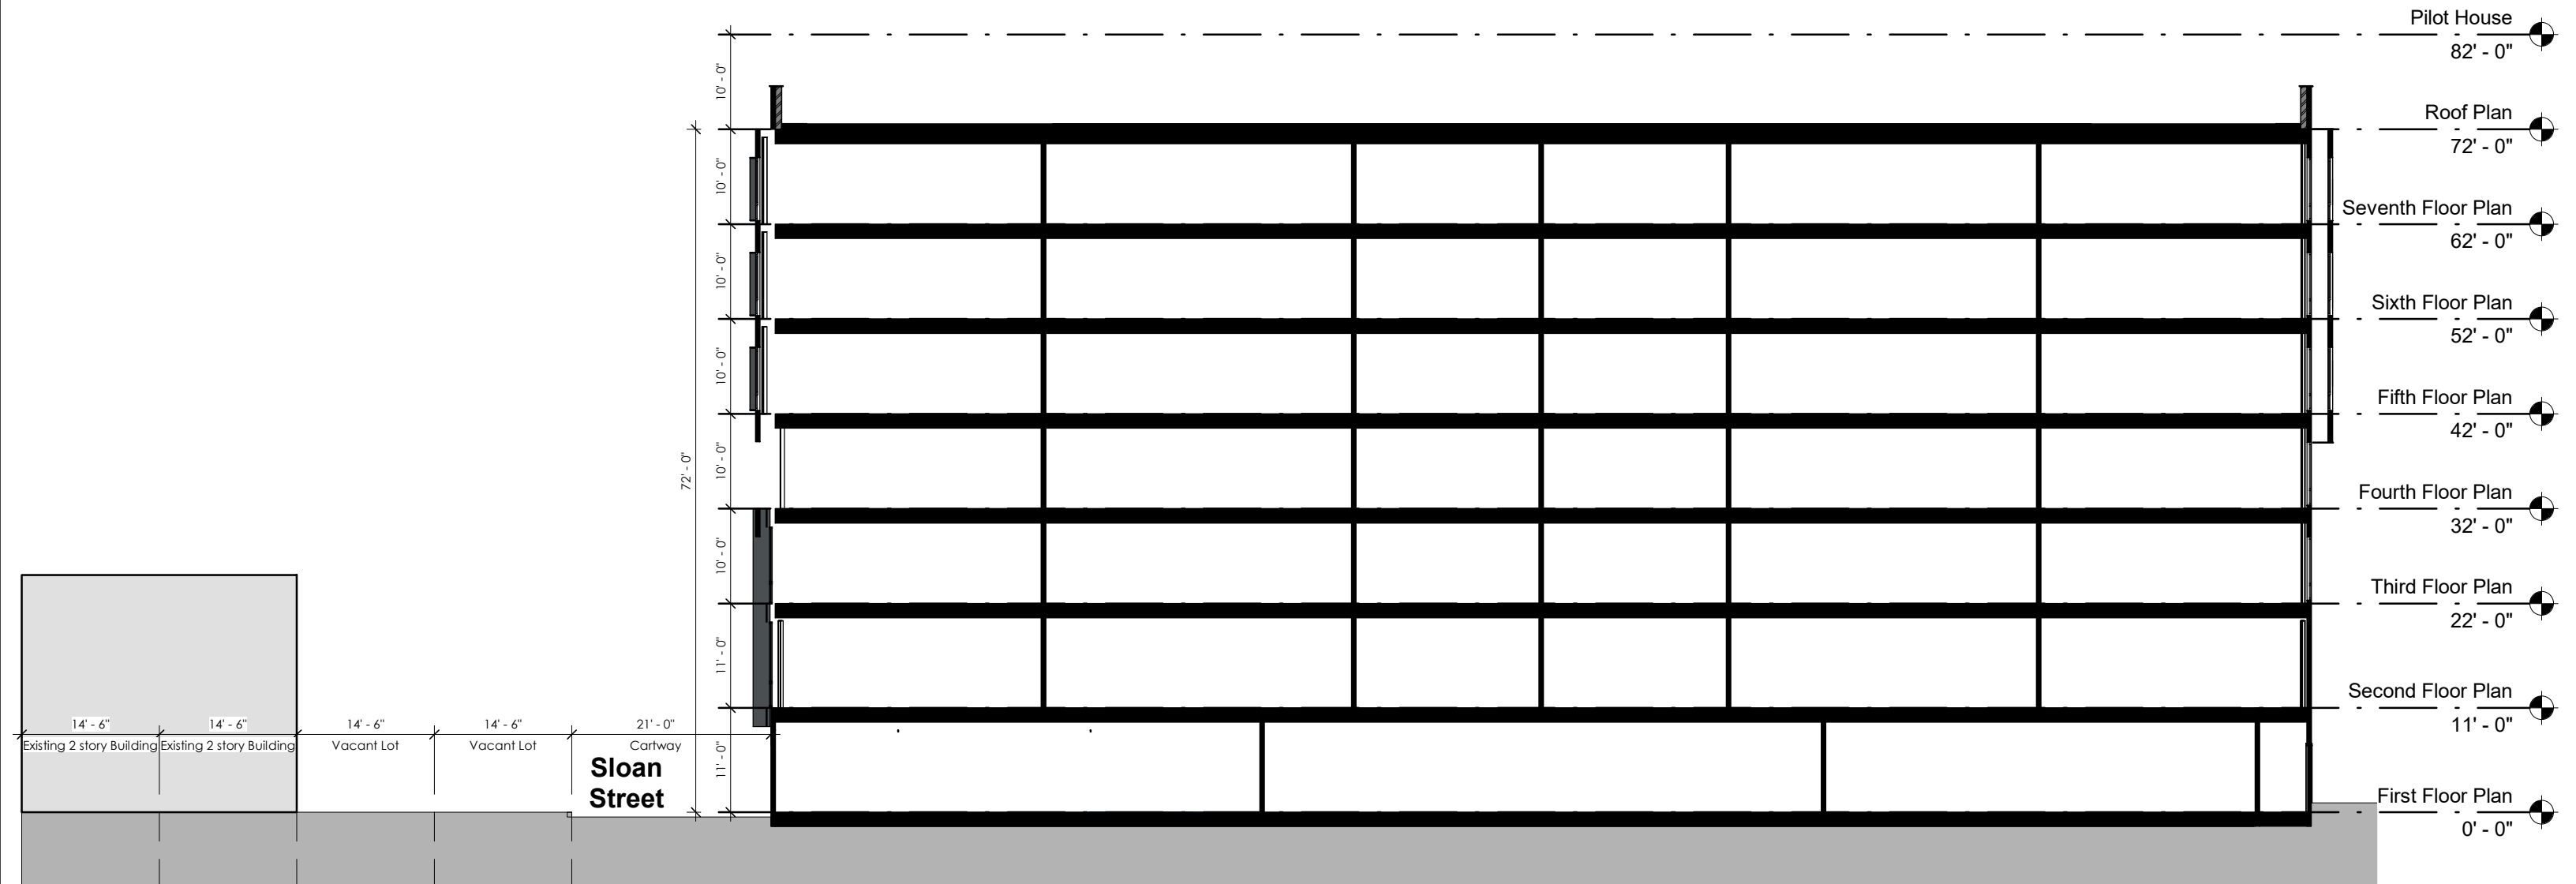 Pilot House
82' - 0"
10' - 0"
Roof Plan
72' - 0"
10' - 0"
Seventh Floor Plan
62' - 0"
10' - 0"
Sixth Floor Plan
52' - 0"
10' - 0"
Fifth Floor Plan
42' - 0"
10' - 0"
72' - 0"
Fourth Floor Plan
32' - 0"
10' - 0"
Third Floor Plan
22' - 0"
11' - 0"
Second Floor Plan
11' - 0"
14' - 6" 14' - 6" 14' - 6" 14' - 6" 21' - 0"
Existing 2 story Building Existing 2 story Building Vacant Lot Vacant Lot Cartway
11' - 0"
Sloan
Street
First Floor Plan
0' - 0"